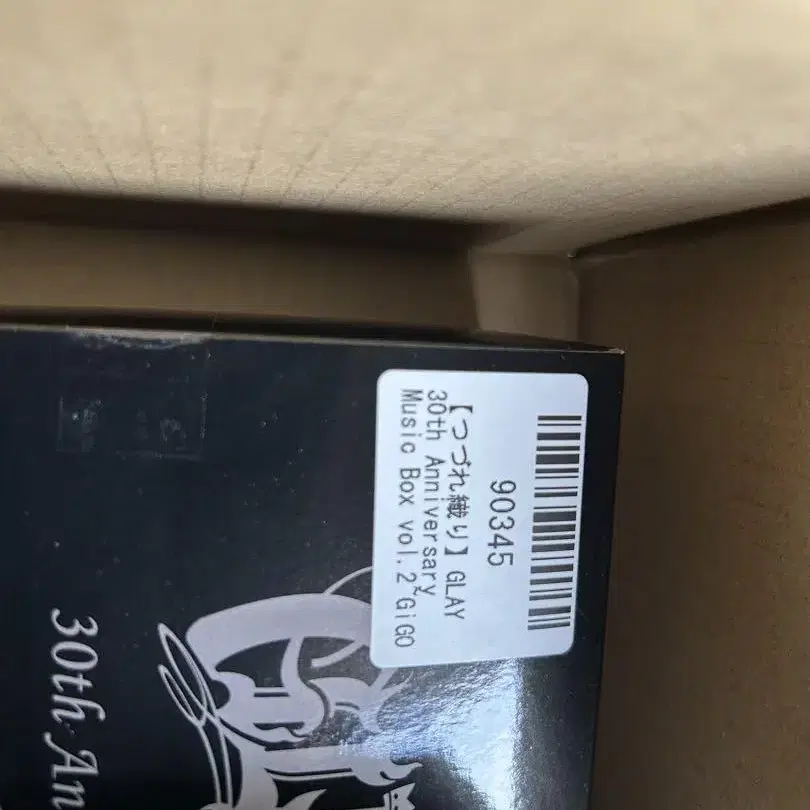 90345
【つづれ織り】GLAY
30th Anniversary
Music Box vol.2 GiGO
30th An